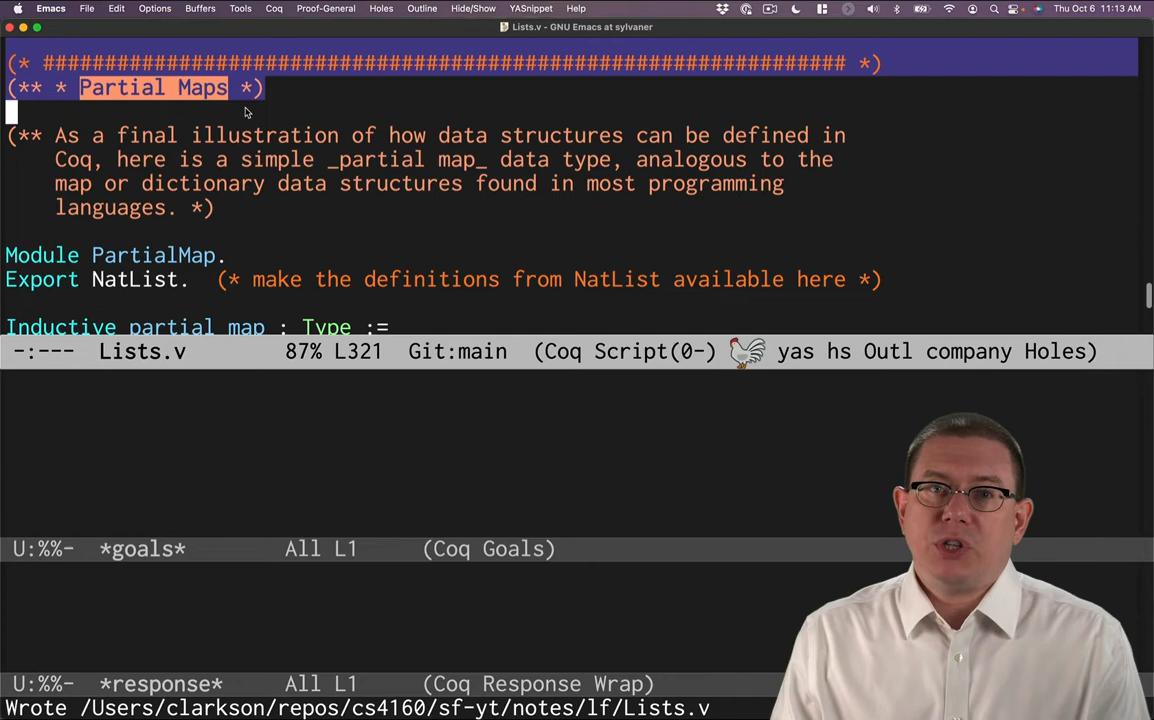 Emacs File Edit Options Buffers Tools Coq Proof-General Holes Outline Hide/Show YASnippet Help Thu Oct 6 11:13 AM
Lists.v - GNU Emacs at sylvaner
(* ####################################################################### *)
(** * Partial Maps *)
(** As a final illustration of how data structures can be defined in
Coq, here is a simple _partial map_ data type, analogous to the
map or dictionary data structures found in most programming
languages. *)
Module PartialMap.
Export NatList. (* make the definitions from NatList available here *)
Inductive partial_map : Type :=
-:--- Lists.v 87% L321 Git:main (Coq Script(0-) yas hs Outl company Holes)
U:%%- *goals* All L1 (Coq Goals)
U:%%- *response* All L1 (Coq Response Wrap)
Wrote /Users/clarkson/repos/cs4160/sf-yt/notes/lf/Lists.v